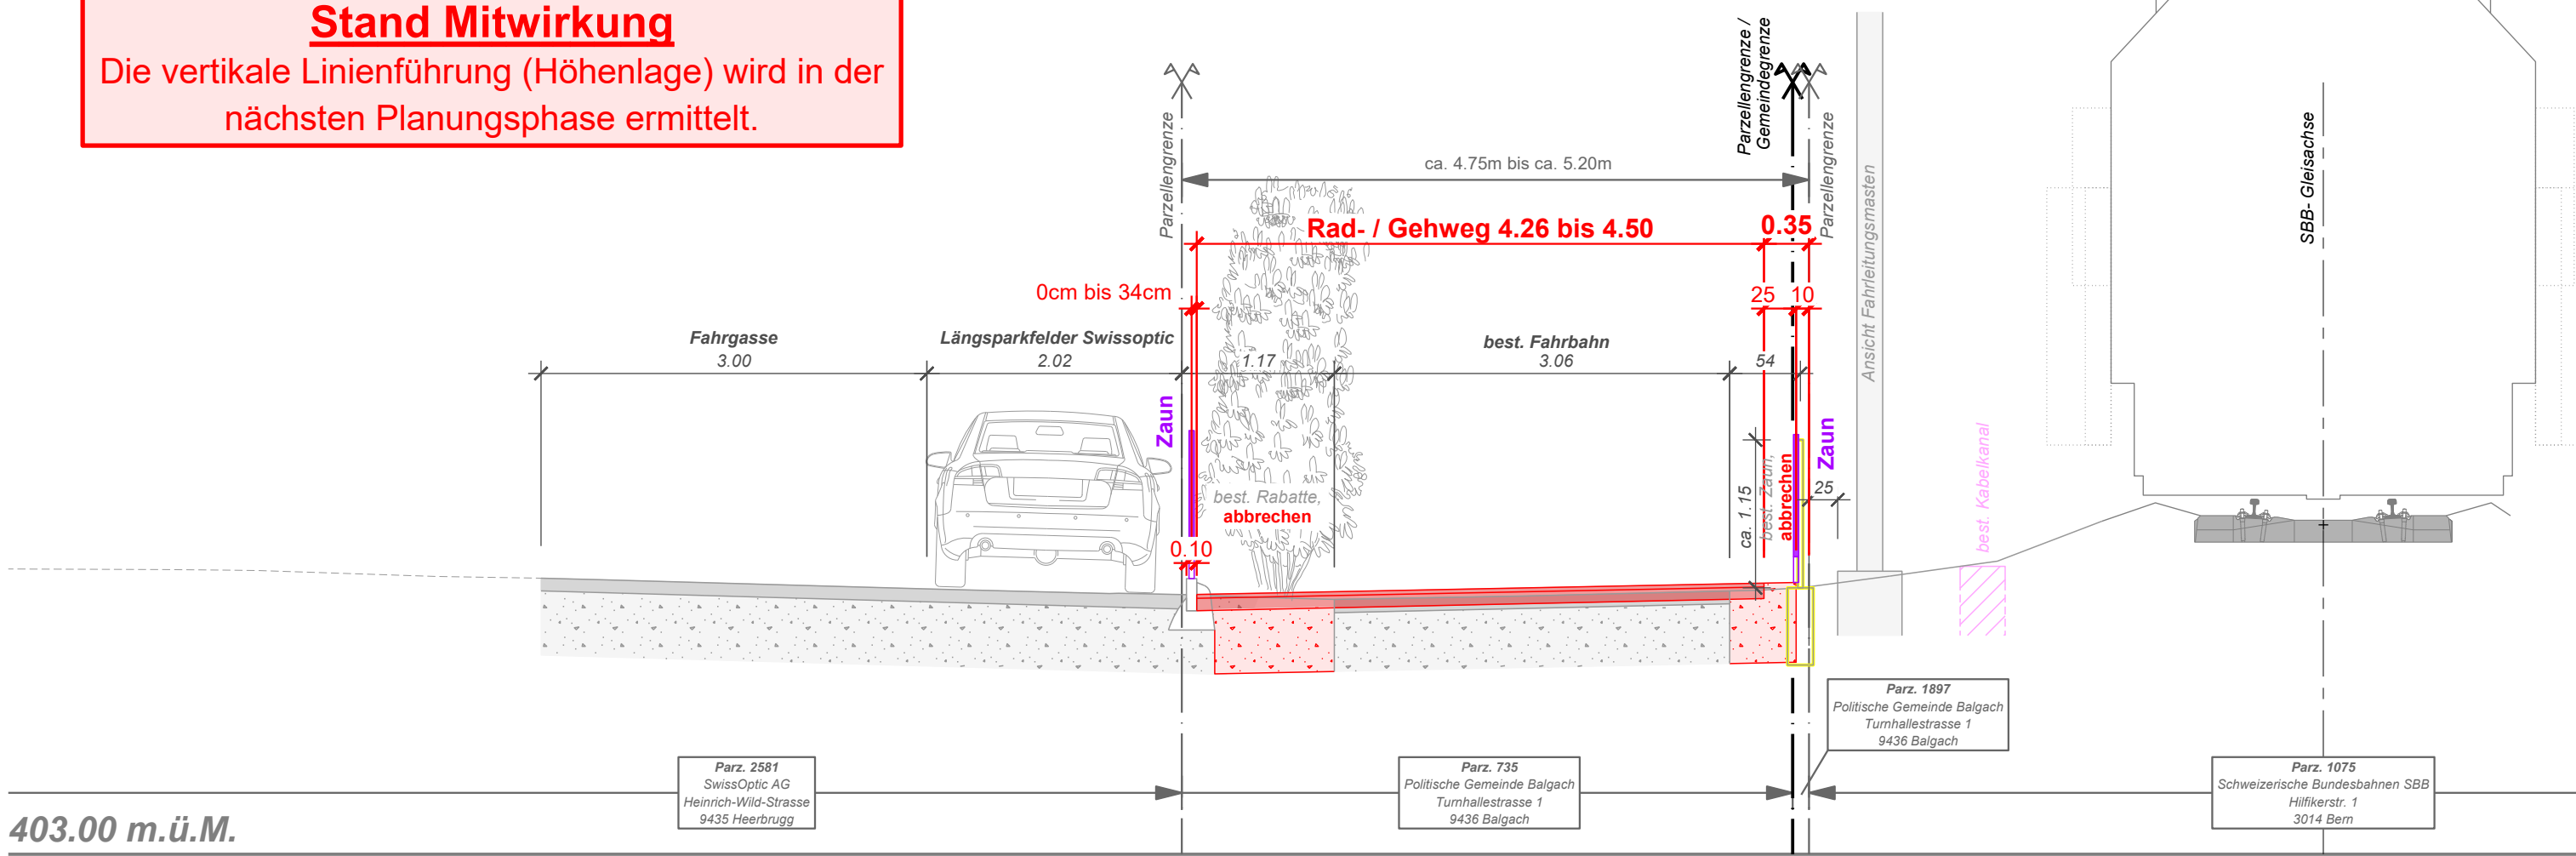 Stand Mitwirkung
Die vertikale Linienführung (Höhenlage) wird in der
nächsten Planungsphase ermittelt.
Parzellengrenze
Parzellengrenze /
Gemeindegrenze
Parzellengrenze
Ansicht Fahrleitungsmasten
SBB- Gleisachse
ca. 4.75m bis ca. 5.20m
Rad- / Gehweg 4.26 bis 4.50
0.35
0cm bis 34cm
25
10
Fahrgasse
3.00
Längsparkfelder Swissoptic
2.02
1.17
best. Fahrbahn
3.06
54
Zaun
best. Rabatte,
abbrechen
0.10
ca. 1.15
best. Zaun,
abbrechen
Zaun
25
best. Kabelkanal
Parz. 1897
Politische Gemeinde Balgach
Turnhallestrasse 1
9436 Balgach
Parz. 2581
SwissOptic AG
Heinrich-Wild-Strasse
9435 Heerbrugg
Parz. 735
Politische Gemeinde Balgach
Turnhallestrasse 1
9436 Balgach
Parz. 1075
Schweizerische Bundesbahnen SBB
Hilfikerstr. 1
3014 Bern
403.00 m.ü.M.